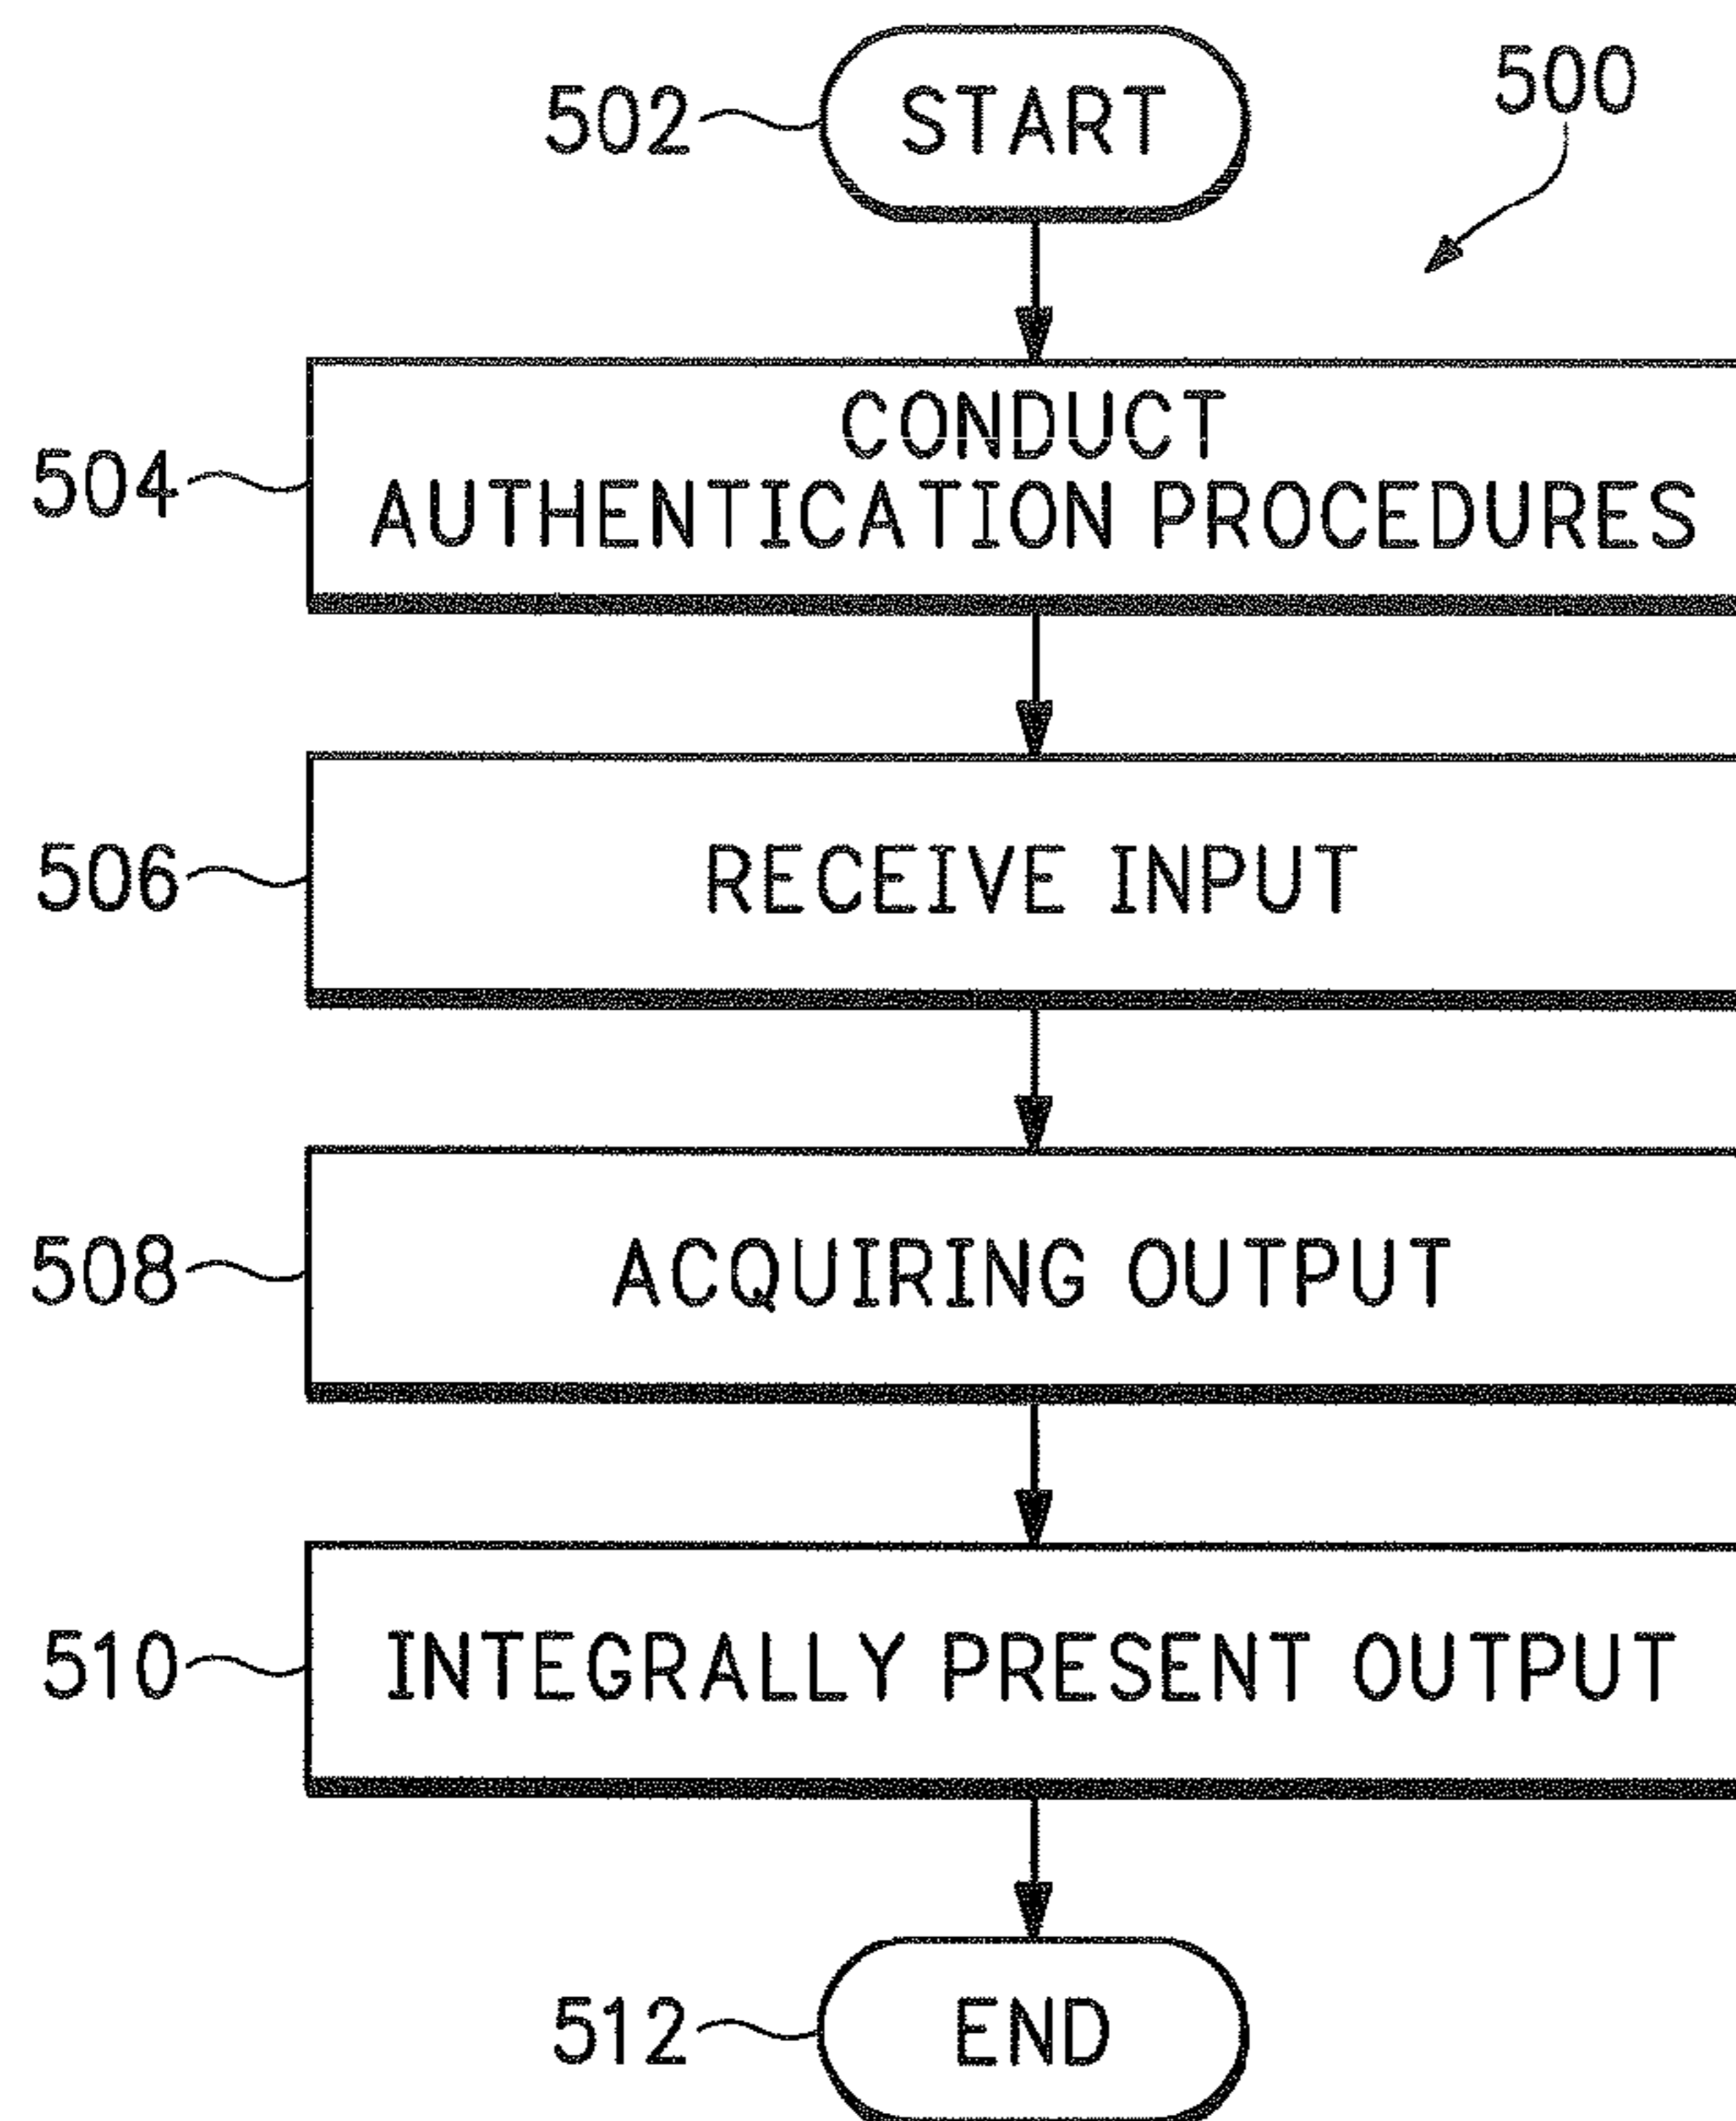 500
502 START
504 CONDUCT
AUTHENTICATION PROCEDURES
506 RECEIVE INPUT
508 ACQUIRING OUTPUT
510 INTEGRALLY PRESENT OUTPUT
512 END